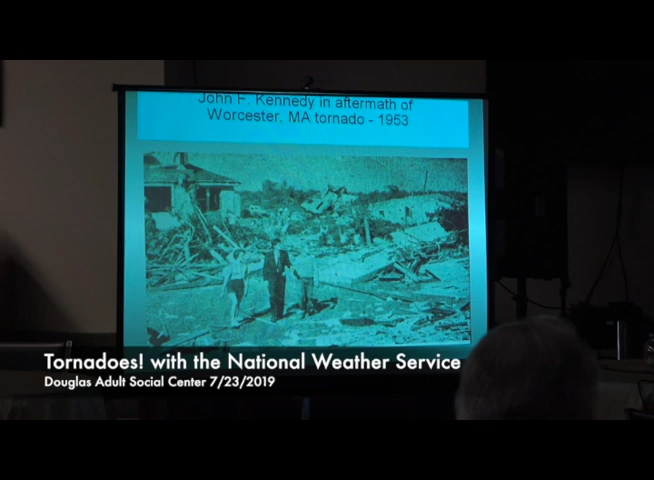 John F. Kennedy in aftermath of
Worcester, MA tornado - 1953
Tornadoes! with the National Weather Service
Douglas Adult Social Center 7/23/2019